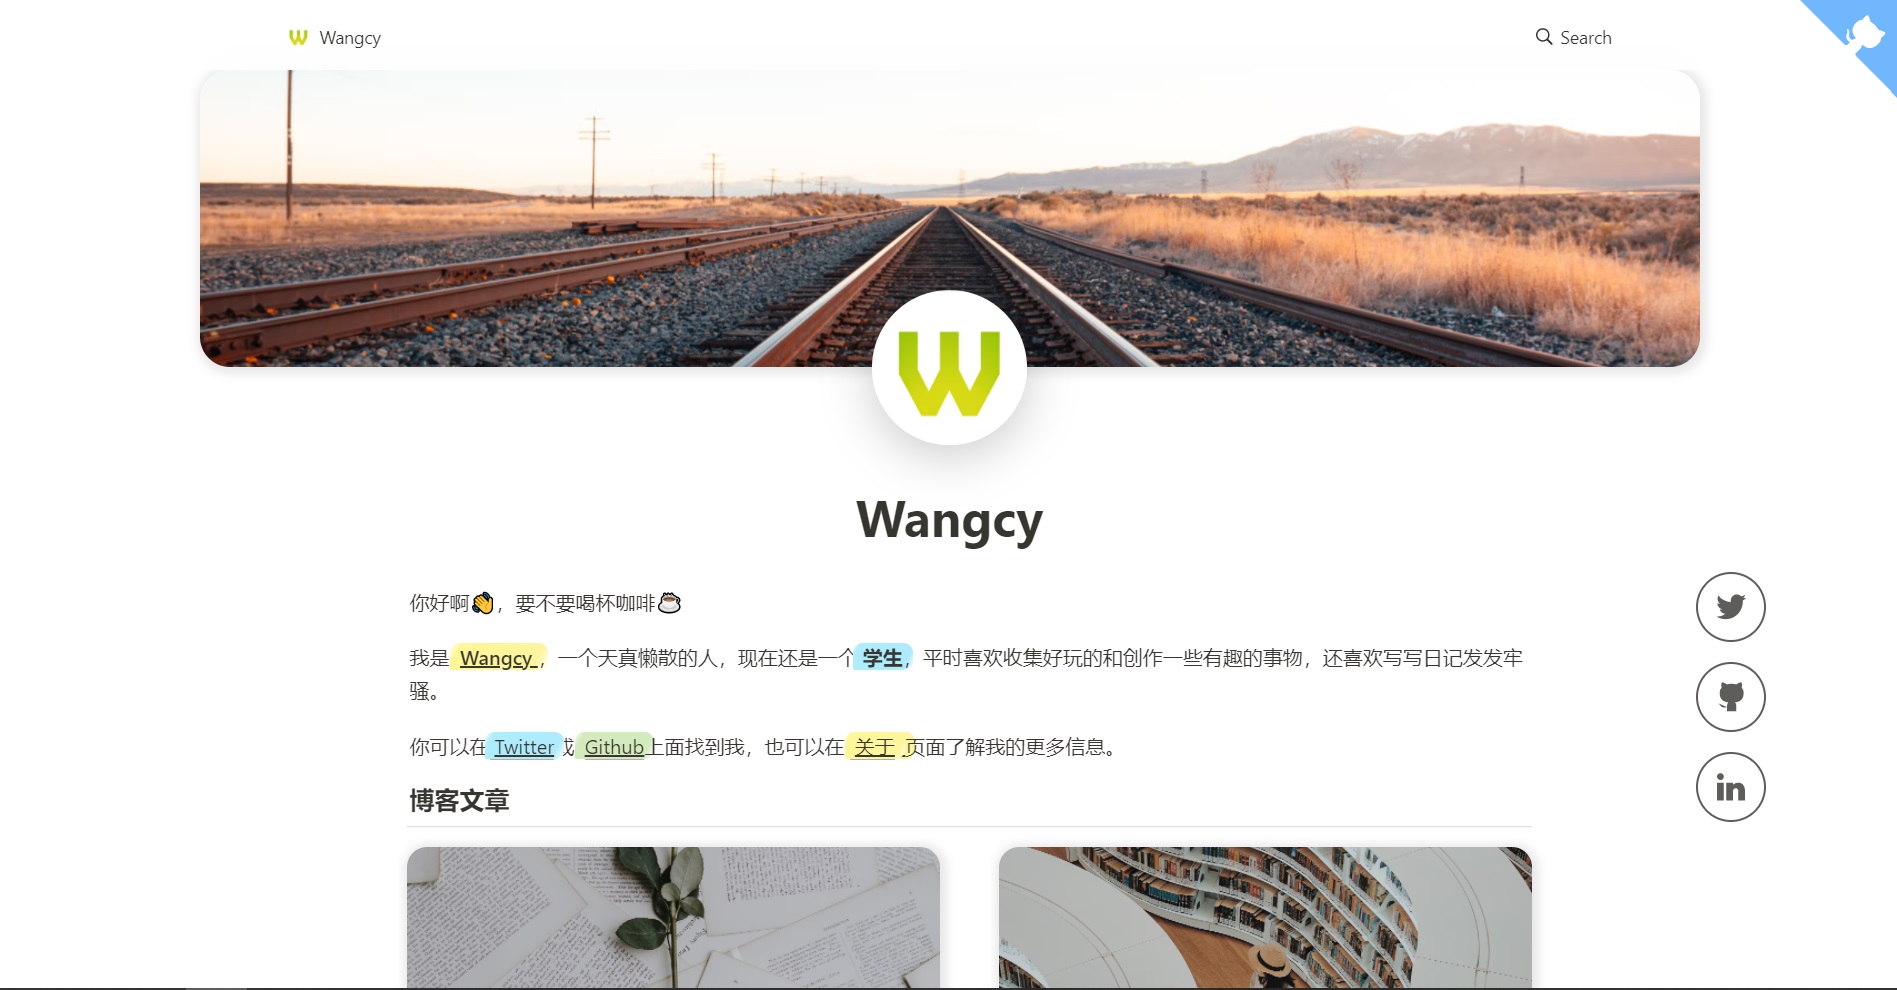 W Wangcy
Search
W
Wangcy
你好啊👋，要不要喝杯咖啡☕
我是 Wangcy ，一个天真懒散的人，现在还是一个 学生，平时喜欢收集好玩的和创作一些有趣的事物，还喜欢写写日记发发牢
骚。
你可以在 Twitter 或 Github 上面找到我，也可以在 关于 页面了解我的更多信息。
博客文章
in